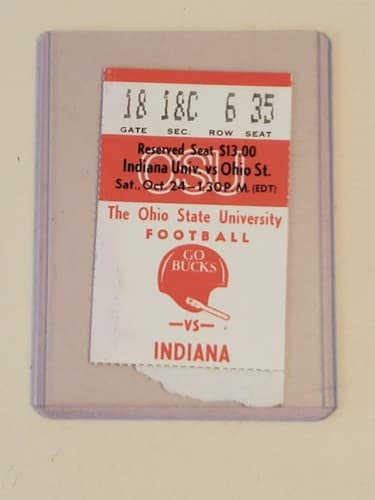 18 18C 6 35
GATE SEC. ROW SEAT
OSU
Reserved Seat $13.00
Indiana Univ. vs Ohio St.
Sat., Oct. 24—1:30 P.M. (EDT)
The Ohio State University
FOOTBALL
GO
BUCKS
—VS—
INDIANA